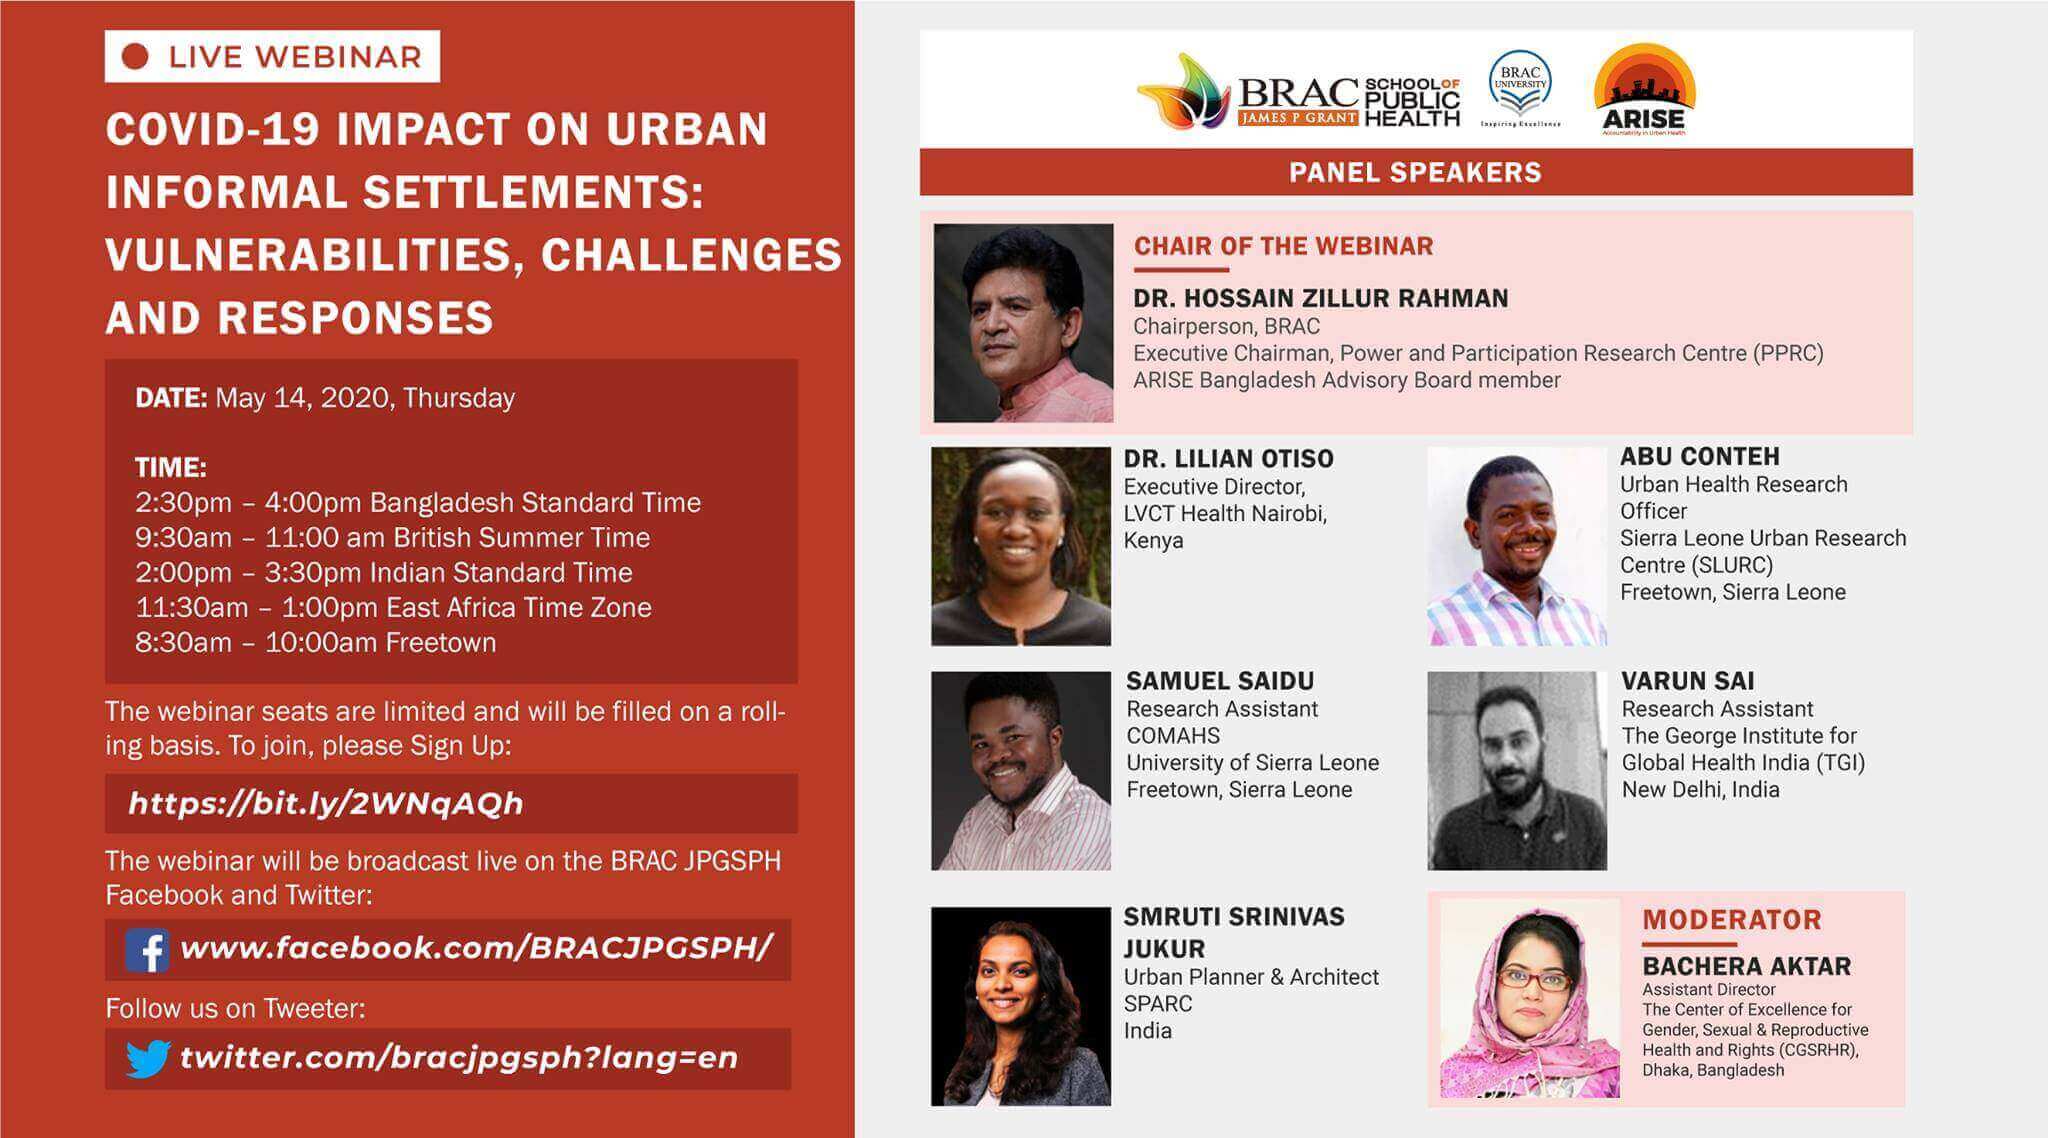 LIVE WEBINAR
COVID-19 IMPACT ON URBAN
INFORMAL SETTLEMENTS:
VULNERABILITIES, CHALLENGES
AND RESPONSES
DATE: May 14, 2020, Thursday
TIME:
2:30pm – 4:00pm Bangladesh Standard Time
9:30am – 11:00 am British Summer Time
2:00pm – 3:30pm Indian Standard Time
11:30am – 1:00pm East Africa Time Zone
8:30am – 10:00am Freetown
The webinar seats are limited and will be filled on a roll-
ing basis. To join, please Sign Up:
https://bit.ly/2WNqAQh
The webinar will be broadcast live on the BRAC JPGSPH
Facebook and Twitter:
www.facebook.com/BRACJPGSPH/
Follow us on Tweeter:
twitter.com/bracjpgsph?lang=en
BRAC
JAMES P GRANT
SCHOOL OF
PUBLIC
HEALTH
BRAC
UNIVERSITY
Inspiring Excellence
ARISE
Accountability in Urban Health
PANEL SPEAKERS
CHAIR OF THE WEBINAR
DR. HOSSAIN ZILLUR RAHMAN
Chairperson, BRAC
Executive Chairman, Power and Participation Research Centre (PPRC)
ARISE Bangladesh Advisory Board member
DR. LILIAN OTISO
Executive Director,
LVCT Health Nairobi,
Kenya
ABU CONTEH
Urban Health Research
Officer
Sierra Leone Urban Research
Centre (SLURC)
Freetown, Sierra Leone
SAMUEL SAIDU
Research Assistant
COMAHS
University of Sierra Leone
Freetown, Sierra Leone
VARUN SAI
Research Assistant
The George Institute for
Global Health India (TGI)
New Delhi, India
SMRUTI SRINIVAS
JUKUR
Urban Planner & Architect
SPARC
India
MODERATOR
BACHERA AKTAR
Assistant Director
The Center of Excellence for
Gender, Sexual & Reproductive
Health and Rights (CGSRHR),
Dhaka, Bangladesh